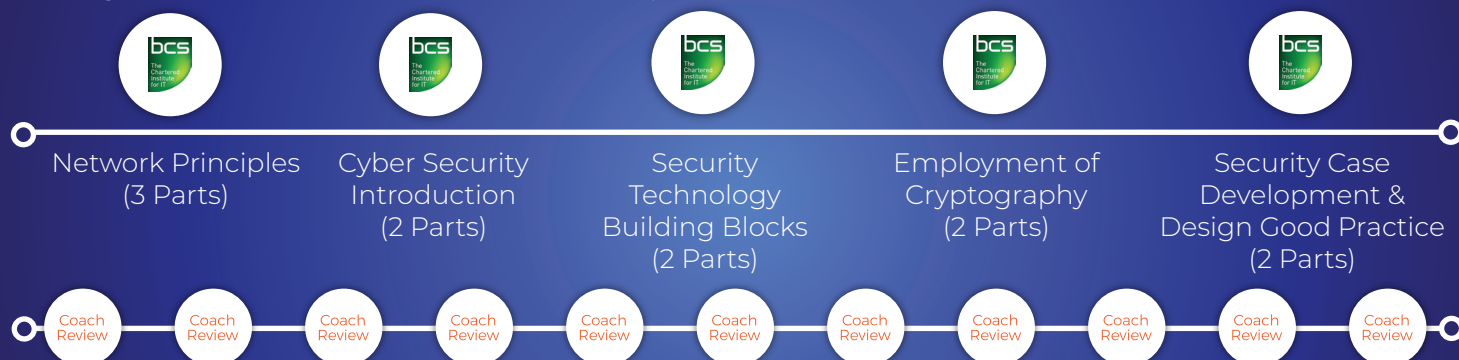 bcs
The
Chartered
Institute
for IT
bcs
The
Chartered
Institute
for IT
bcs
The
Chartered
Institute
for IT
bcs
The
Chartered
Institute
for IT
bcs
The
Chartered
Institute
for IT
Network Principles
(3 Parts)
Cyber Security
Introduction
(2 Parts)
Security
Technology
Building Blocks
(2 Parts)
Employment of
Cryptography
(2 Parts)
Security Case
Development &
Design Good Practice
(2 Parts)
Coach
Review
Coach
Review
Coach
Review
Coach
Review
Coach
Review
Coach
Review
Coach
Review
Coach
Review
Coach
Review
Coach
Review
Coach
Review